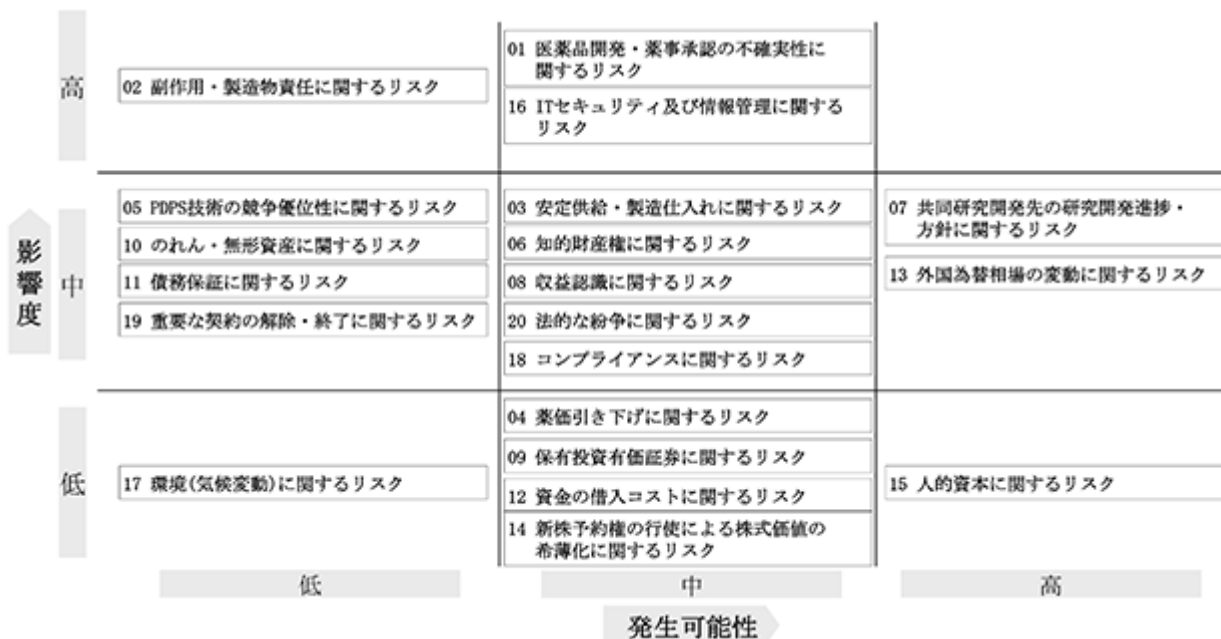 高
02 副作用・製造物責任に関するリスク
01 医薬品開発・薬事承認の不確実性に
関するリスク
16 ITセキュリティ及び情報管理に関する
リスク
影響度
中
05 PDPS技術の競争優位性に関するリスク
10 のれん・無形資産に関するリスク
11 債務保証に関するリスク
19 重要な契約の解除・終了に関するリスク
03 安定供給・製造仕入れに関するリスク
06 知的財産権に関するリスク
08 収益認識に関するリスク
20 法的な紛争に関するリスク
18 コンプライアンスに関するリスク
07 共同研究開発先の研究開発進捗・
方針に関するリスク
13 外国為替相場の変動に関するリスク
低
17 環境(気候変動)に関するリスク
04 薬価引き下げに関するリスク
09 保有投資有価証券に関するリスク
12 資金の借入コストに関するリスク
14 新株予約権の行使による株式価値の
希薄化に関するリスク
15 人的資本に関するリスク
低
中
高
発生可能性